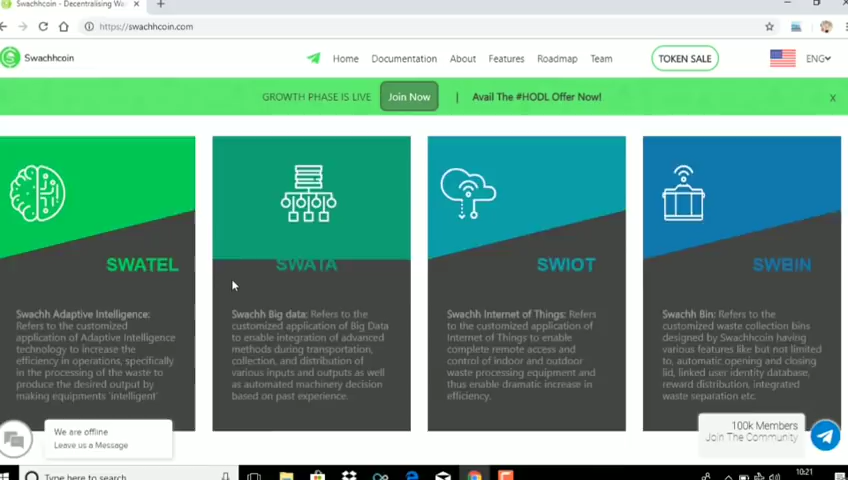 Swachhcoin - Decentralising Wa
https://swachhcoin.com
Swachhcoin
Home
Documentation
About
Features
Roadmap
Team
TOKEN SALE
ENG
GROWTH PHASE IS LIVE
Join Now
|
Avail The #HODL Offer Now!
x
SWATEL
Swachh Adaptive Intelligence:
Refers to the customized
application of Adaptive Intelligence
technology to increase the
efficiency in operations, specifically
in the processing of the waste to
produce the desired output by
making equipments 'intelligent'
SWATA
Swachh Big data: Refers to the
customized application of Big Data
to enable integration of advanced
methods during transportation,
collection, and distribution of
various inputs and outputs as well
as automated machinery decision
based on past experience.
SWIOT
Swachh Internet of Things: Refers
to the customized application of
Internet of Things to enable
complete remote access and
control of indoor and outdoor
waste processing equipment and
thus enable dramatic increase in
efficiency.
SWBIN
Swachh Bin: Refers to the
customized waste collection bins
designed by Swachhcoin having
various features like but not limited
to, automatic opening and closing
lid, linked user identity database,
reward distribution, integrated
waste separation etc.
We are offline
Leave us a Message
100k Members
Join The Community
Type here to search
10:21